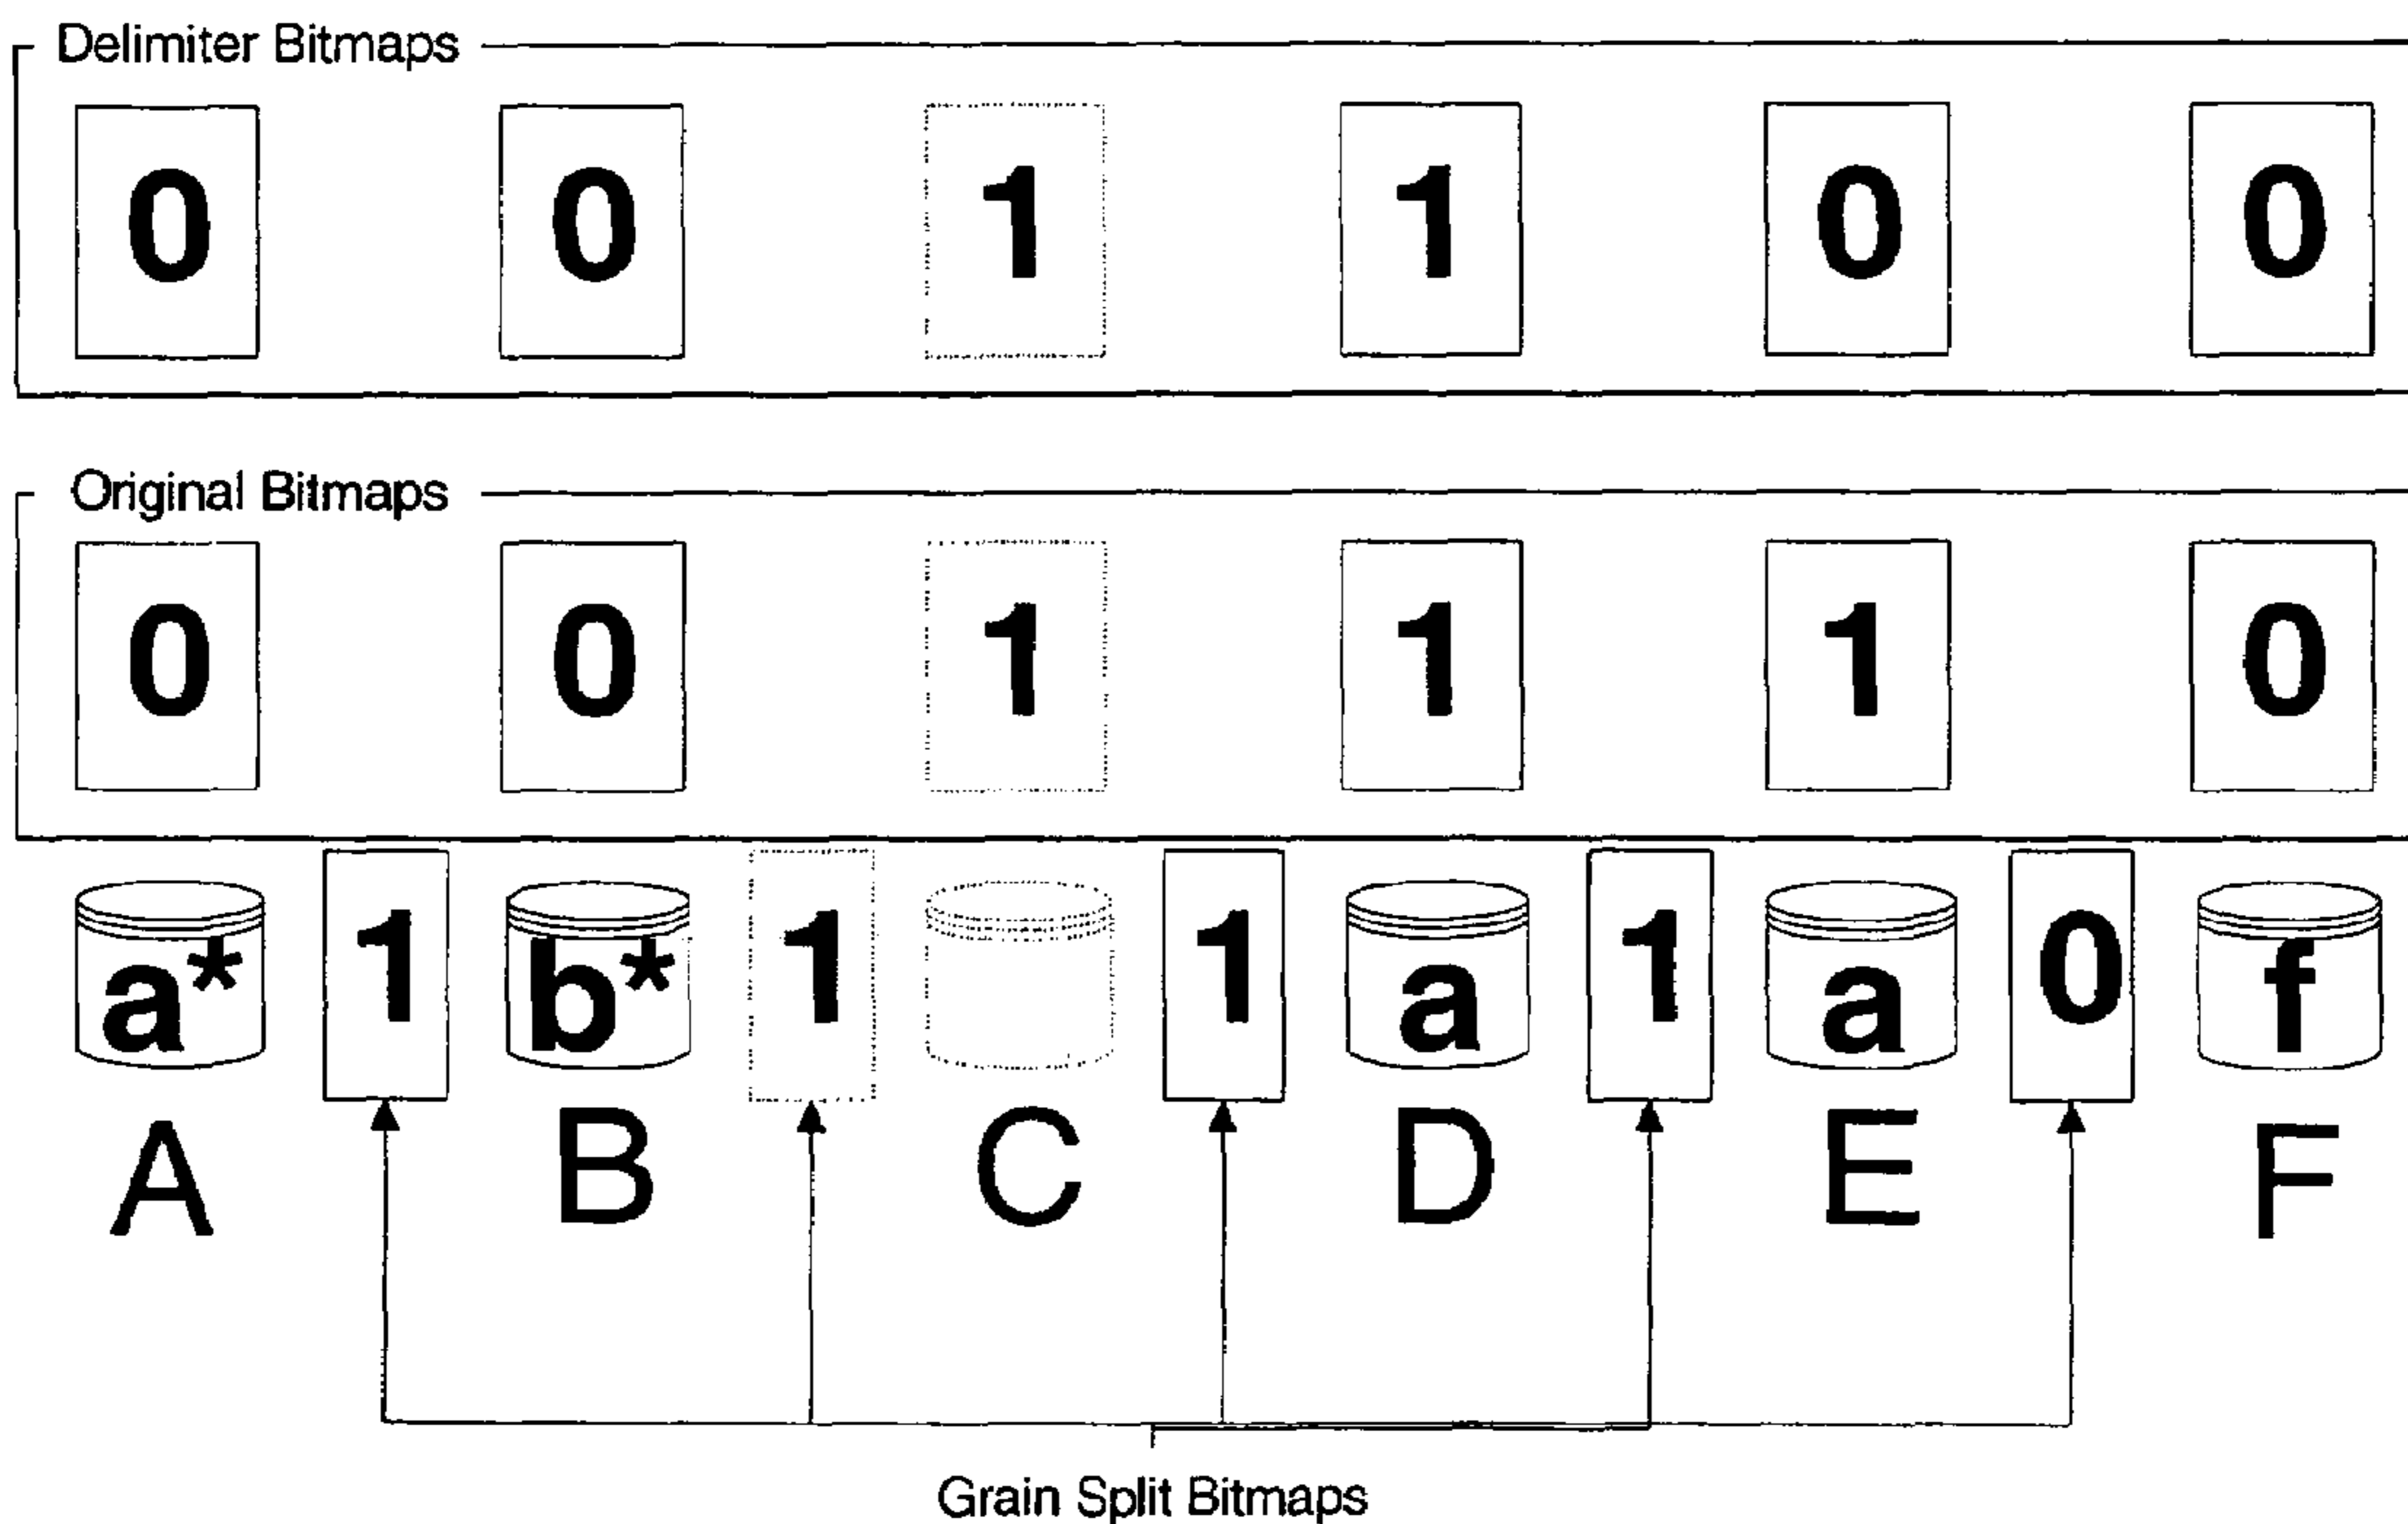 Delimiter Bitmaps
0 0 1 1 0 0
Original Bitmaps
0 0 1 1 1 0
a* 1 b* 1 1 a 1 a 0 f
A B C D E F
Grain Split Bitmaps